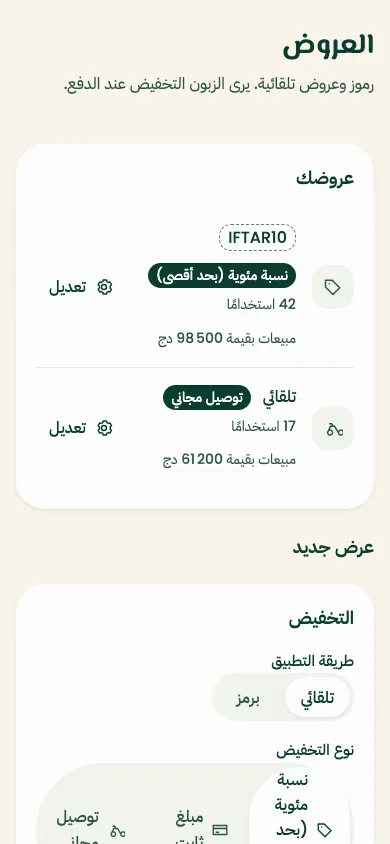 العروض
رموز وعروض تلقائية. يرى الزبون التخفيض عند الدفع.
عروضك
IFTAR10
نسبة مئوية (بحد أقصى)
42 استخدامًا
مبيعات بقيمة 98 500 دج
تعديل
تلقائي توصيل مجاني
17 استخدامًا
مبيعات بقيمة 61 200 دج
تعديل
عرض جديد
التخفيض
طريقة التطبيق
تلقائي برمز
نوع التخفيض
نسبة
مئوية
(بحد
مبلغ
ثابت
توصيل
مجاني